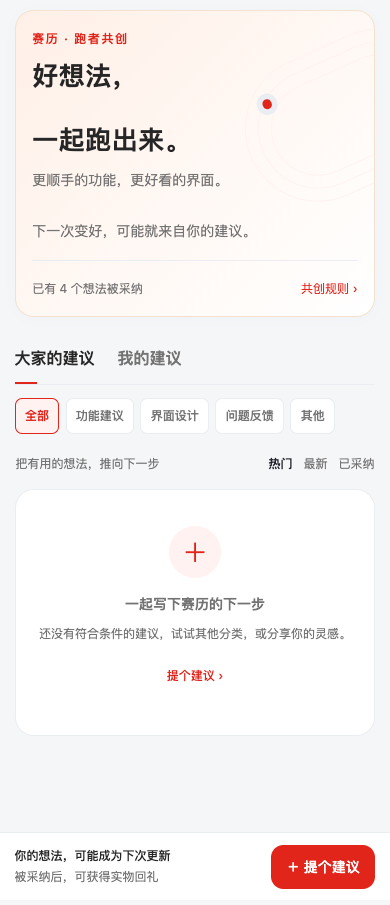 赛历 · 跑者共创
好想法，
一起跑出来。
更顺手的功能，更好看的界面。
下一次变好，可能就来自你的建议。
已有 4 个想法被采纳
共创规则 ›
大家的建议 我的建议
全部 功能建议 界面设计 问题反馈 其他
把有用的想法，推向下一步
热门 最新 已采纳
一起写下赛历的下一步
还没有符合条件的建议，试试其他分类，或分享你的灵感。
提个建议 ›
你的想法，可能成为下次更新
被采纳后，可获得实物回礼
+ 提个建议